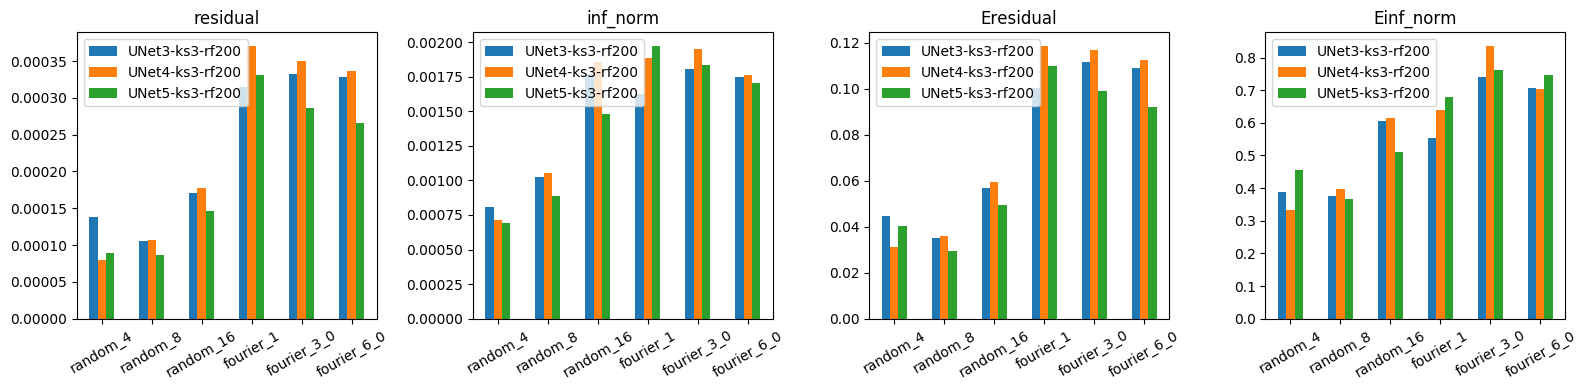 residual
0.00035
0.00030
0.00025
0.00020
0.00015
0.00010
0.00005
0.00000
UNet3-ks3-rf200
UNet4-ks3-rf200
UNet5-ks3-rf200
random_4
random_8
random_16
fourier_1
fourier_3_0
fourier_6_0
inf_norm
0.00200
0.00175
0.00150
0.00125
0.00100
0.00075
0.00050
0.00025
0.00000
UNet3-ks3-rf200
UNet4-ks3-rf200
UNet5-ks3-rf200
random_4
random_8
random_16
fourier_1
fourier_3_0
fourier_6_0
Eresidual
0.12
0.10
0.08
0.06
0.04
0.02
0.00
UNet3-ks3-rf200
UNet4-ks3-rf200
UNet5-ks3-rf200
random_4
random_8
random_16
fourier_1
fourier_3_0
fourier_6_0
Einf_norm
0.8
0.7
0.6
0.5
0.4
0.3
0.2
0.1
0.0
UNet3-ks3-rf200
UNet4-ks3-rf200
UNet5-ks3-rf200
random_4
random_8
random_16
fourier_1
fourier_3_0
fourier_6_0